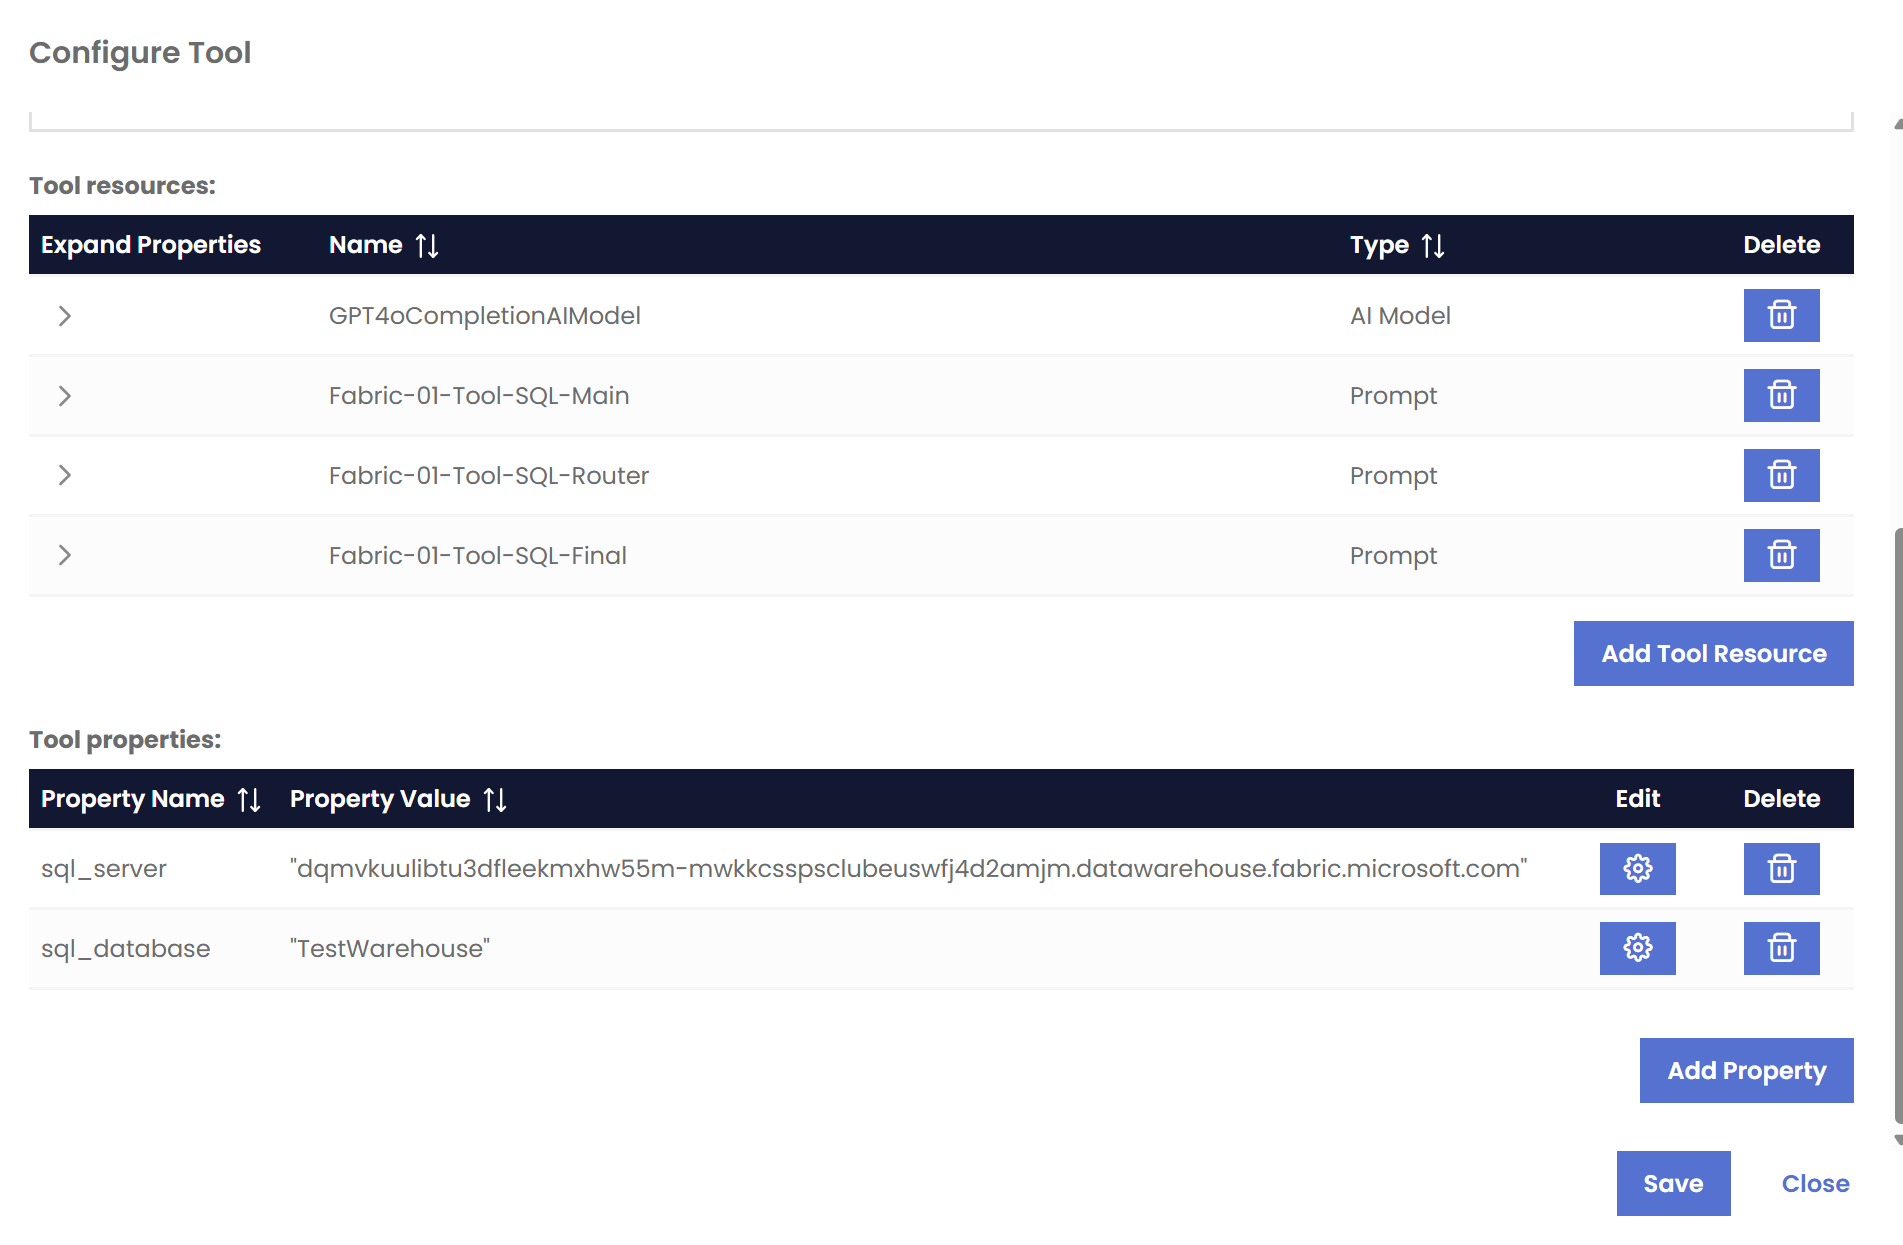 Configure Tool
Tool resources:
Expand Properties Name Type Delete
GPT4oCompletionAIModel AI Model
Fabric-01-Tool-SQL-Main Prompt
Fabric-01-Tool-SQL-Router Prompt
Fabric-01-Tool-SQL-Final Prompt
Add Tool Resource
Tool properties:
Property Name Property Value Edit Delete
sql_server "dqmvkuulibtu3dfleekmxhw55m-mwkkcsspsclubeuswfj4d2amjm.datawarehouse.fabric.microsoft.com"
sql_database "TestWarehouse"
Add Property
Save Close